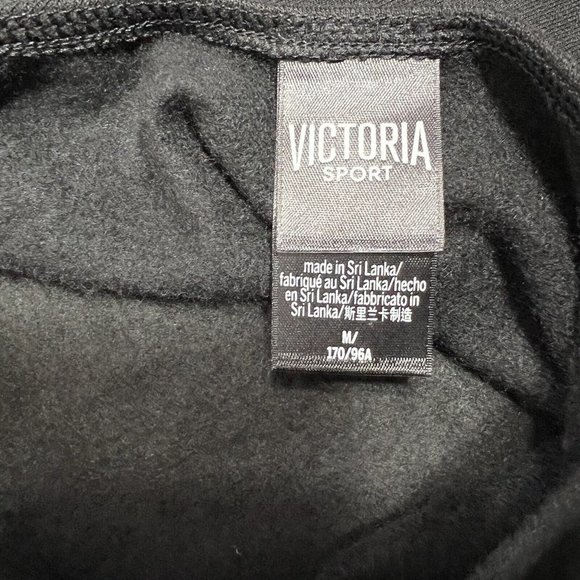 VICTORIA
SPORT
made in Sri Lanka/
fabriqué au Sri Lanka/hecho
en Sri Lanka/fabbricato in
Sri Lanka/斯里兰卡制造
M/
170/96A